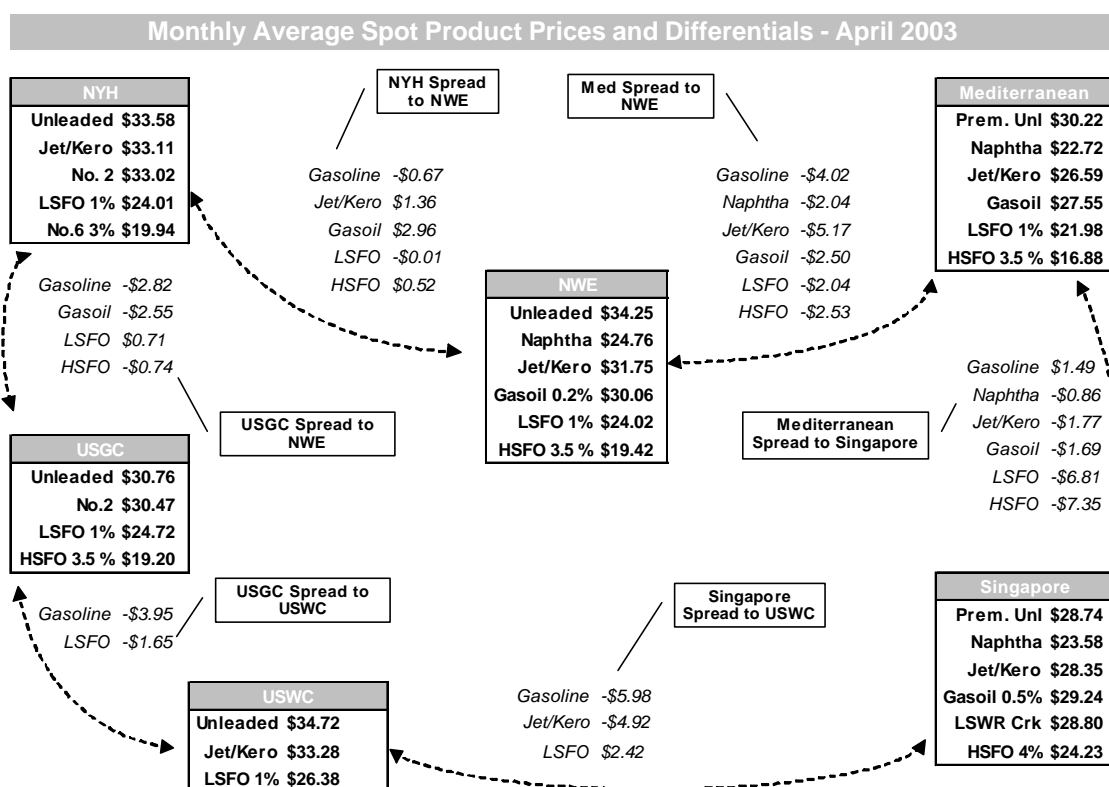 Monthly Average Spot Product Prices and Differentials - April 2003
NYH
Unleaded $33.58
Jet/Kero $33.11
No. 2 $33.02
LSFO 1% $24.01
No.6 3% $19.94
NYH Spread
to NWE
Gasoline -$0.67
Jet/Kero $1.36
Gasoil $2.96
LSFO -$0.01
HSFO $0.52
Med Spread to
NWE
Gasoline -$4.02
Naphtha -$2.04
Jet/Kero -$5.17
Gasoil -$2.50
LSFO -$2.04
HSFO -$2.53
Mediterranean
Prem. Unl $30.22
Naphtha $22.72
Jet/Kero $26.59
Gasoil $27.55
LSFO 1% $21.98
HSFO 3.5 % $16.88
Gasoline -$2.82
Gasoil -$2.55
LSFO $0.71
HSFO -$0.74
USGC Spread to
NWE
NWE
Unleaded $34.25
Naphtha $24.76
Jet/Kero $31.75
Gasoil 0.2% $30.06
LSFO 1% $24.02
HSFO 3.5 % $19.42
Mediterranean
Spread to Singapore
Gasoline $1.49
Naphtha -$0.86
Jet/Kero -$1.77
Gasoil -$1.69
LSFO -$6.81
HSFO -$7.35
USGC
Unleaded $30.76
No.2 $30.47
LSFO 1% $24.72
HSFO 3.5 % $19.20
USGC Spread to
USWC
Gasoline -$3.95
LSFO -$1.65
Singapore
Spread to USWC
Gasoline -$5.98
Jet/Kero -$4.92
LSFO $2.42
Singapore
Prem. Unl $28.74
Naphtha $23.58
Jet/Kero $28.35
Gasoil 0.5% $29.24
LSWR Crk $28.80
HSFO 4% $24.23
USWC
Unleaded $34.72
Jet/Kero $33.28
LSFO 1% $26.38